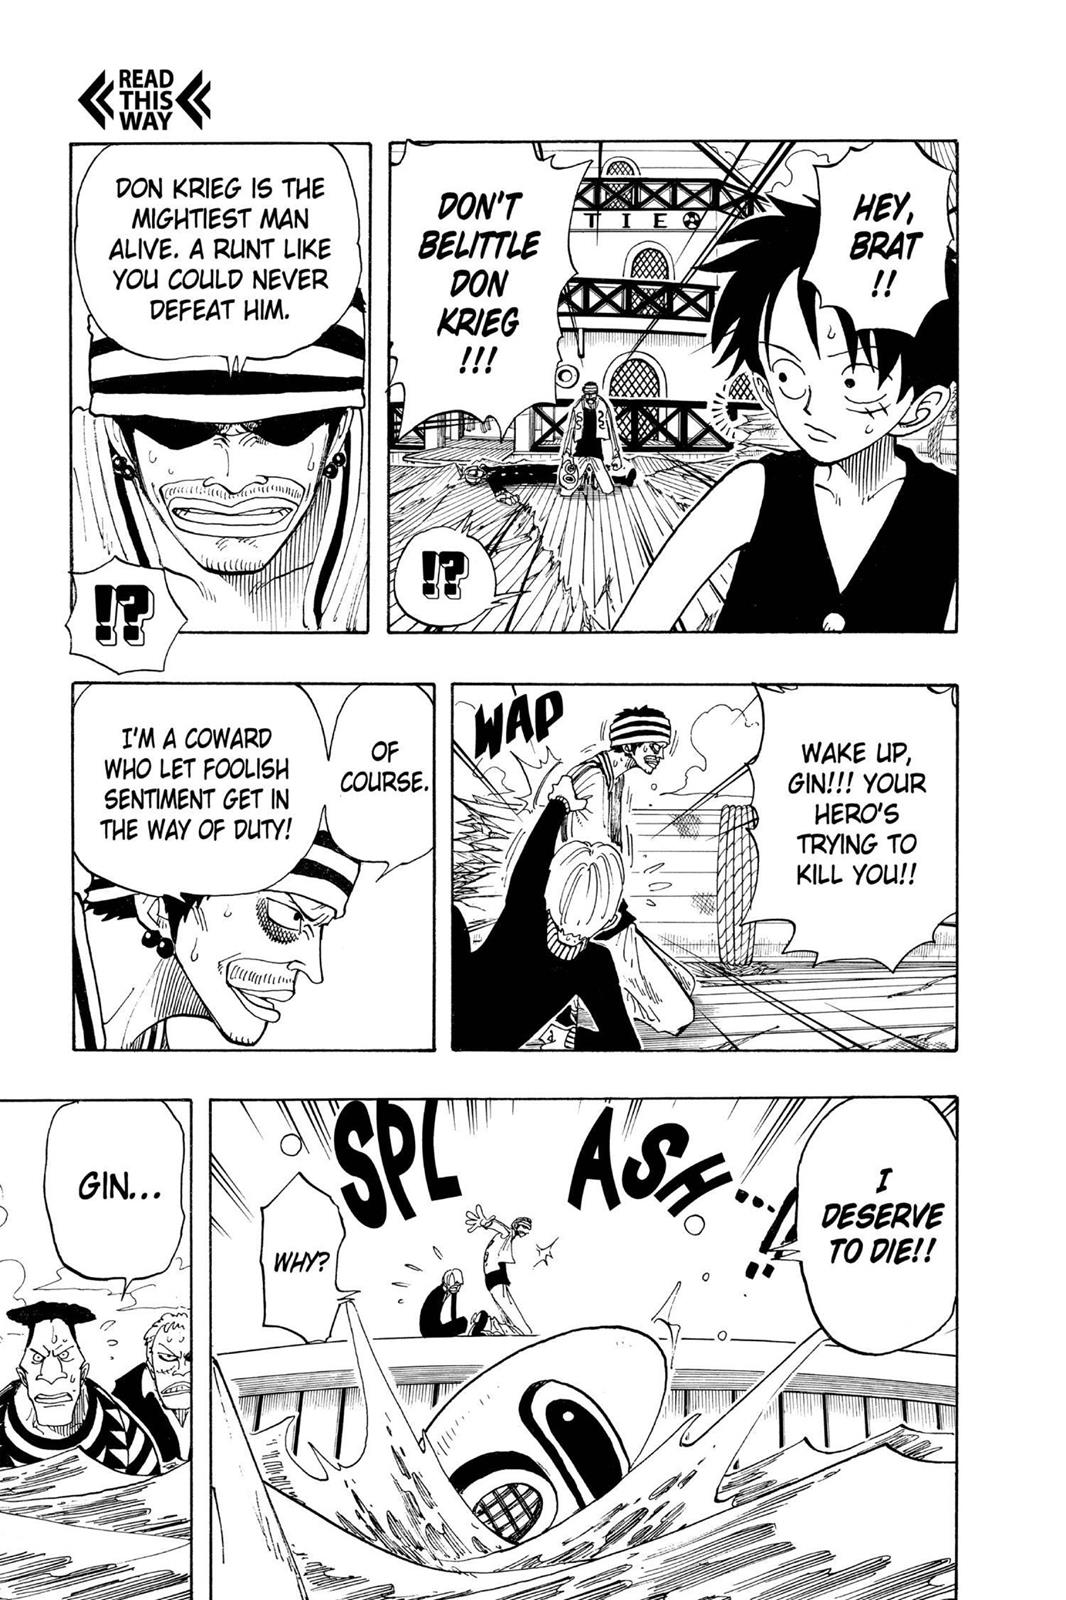 READ
THIS
WAY
HEY,
BRAT
!!
DON'T
BELITTLE
DON
KRIEG
!!!
TIE
!?
DON KRIEG IS THE
MIGHTIEST MAN
ALIVE. A RUNT LIKE
YOU COULD NEVER
DEFEAT HIM.
!?
WAKE UP,
GIN!!! YOUR
HERO'S
TRYING TO
KILL YOU!!
WAP
OF
COURSE.
I'M A COWARD
WHO LET FOOLISH
SENTIMENT GET IN
THE WAY OF DUTY!
I
DESERVE
TO DIE!!
SPLASH...!!
WHY?
GIN...